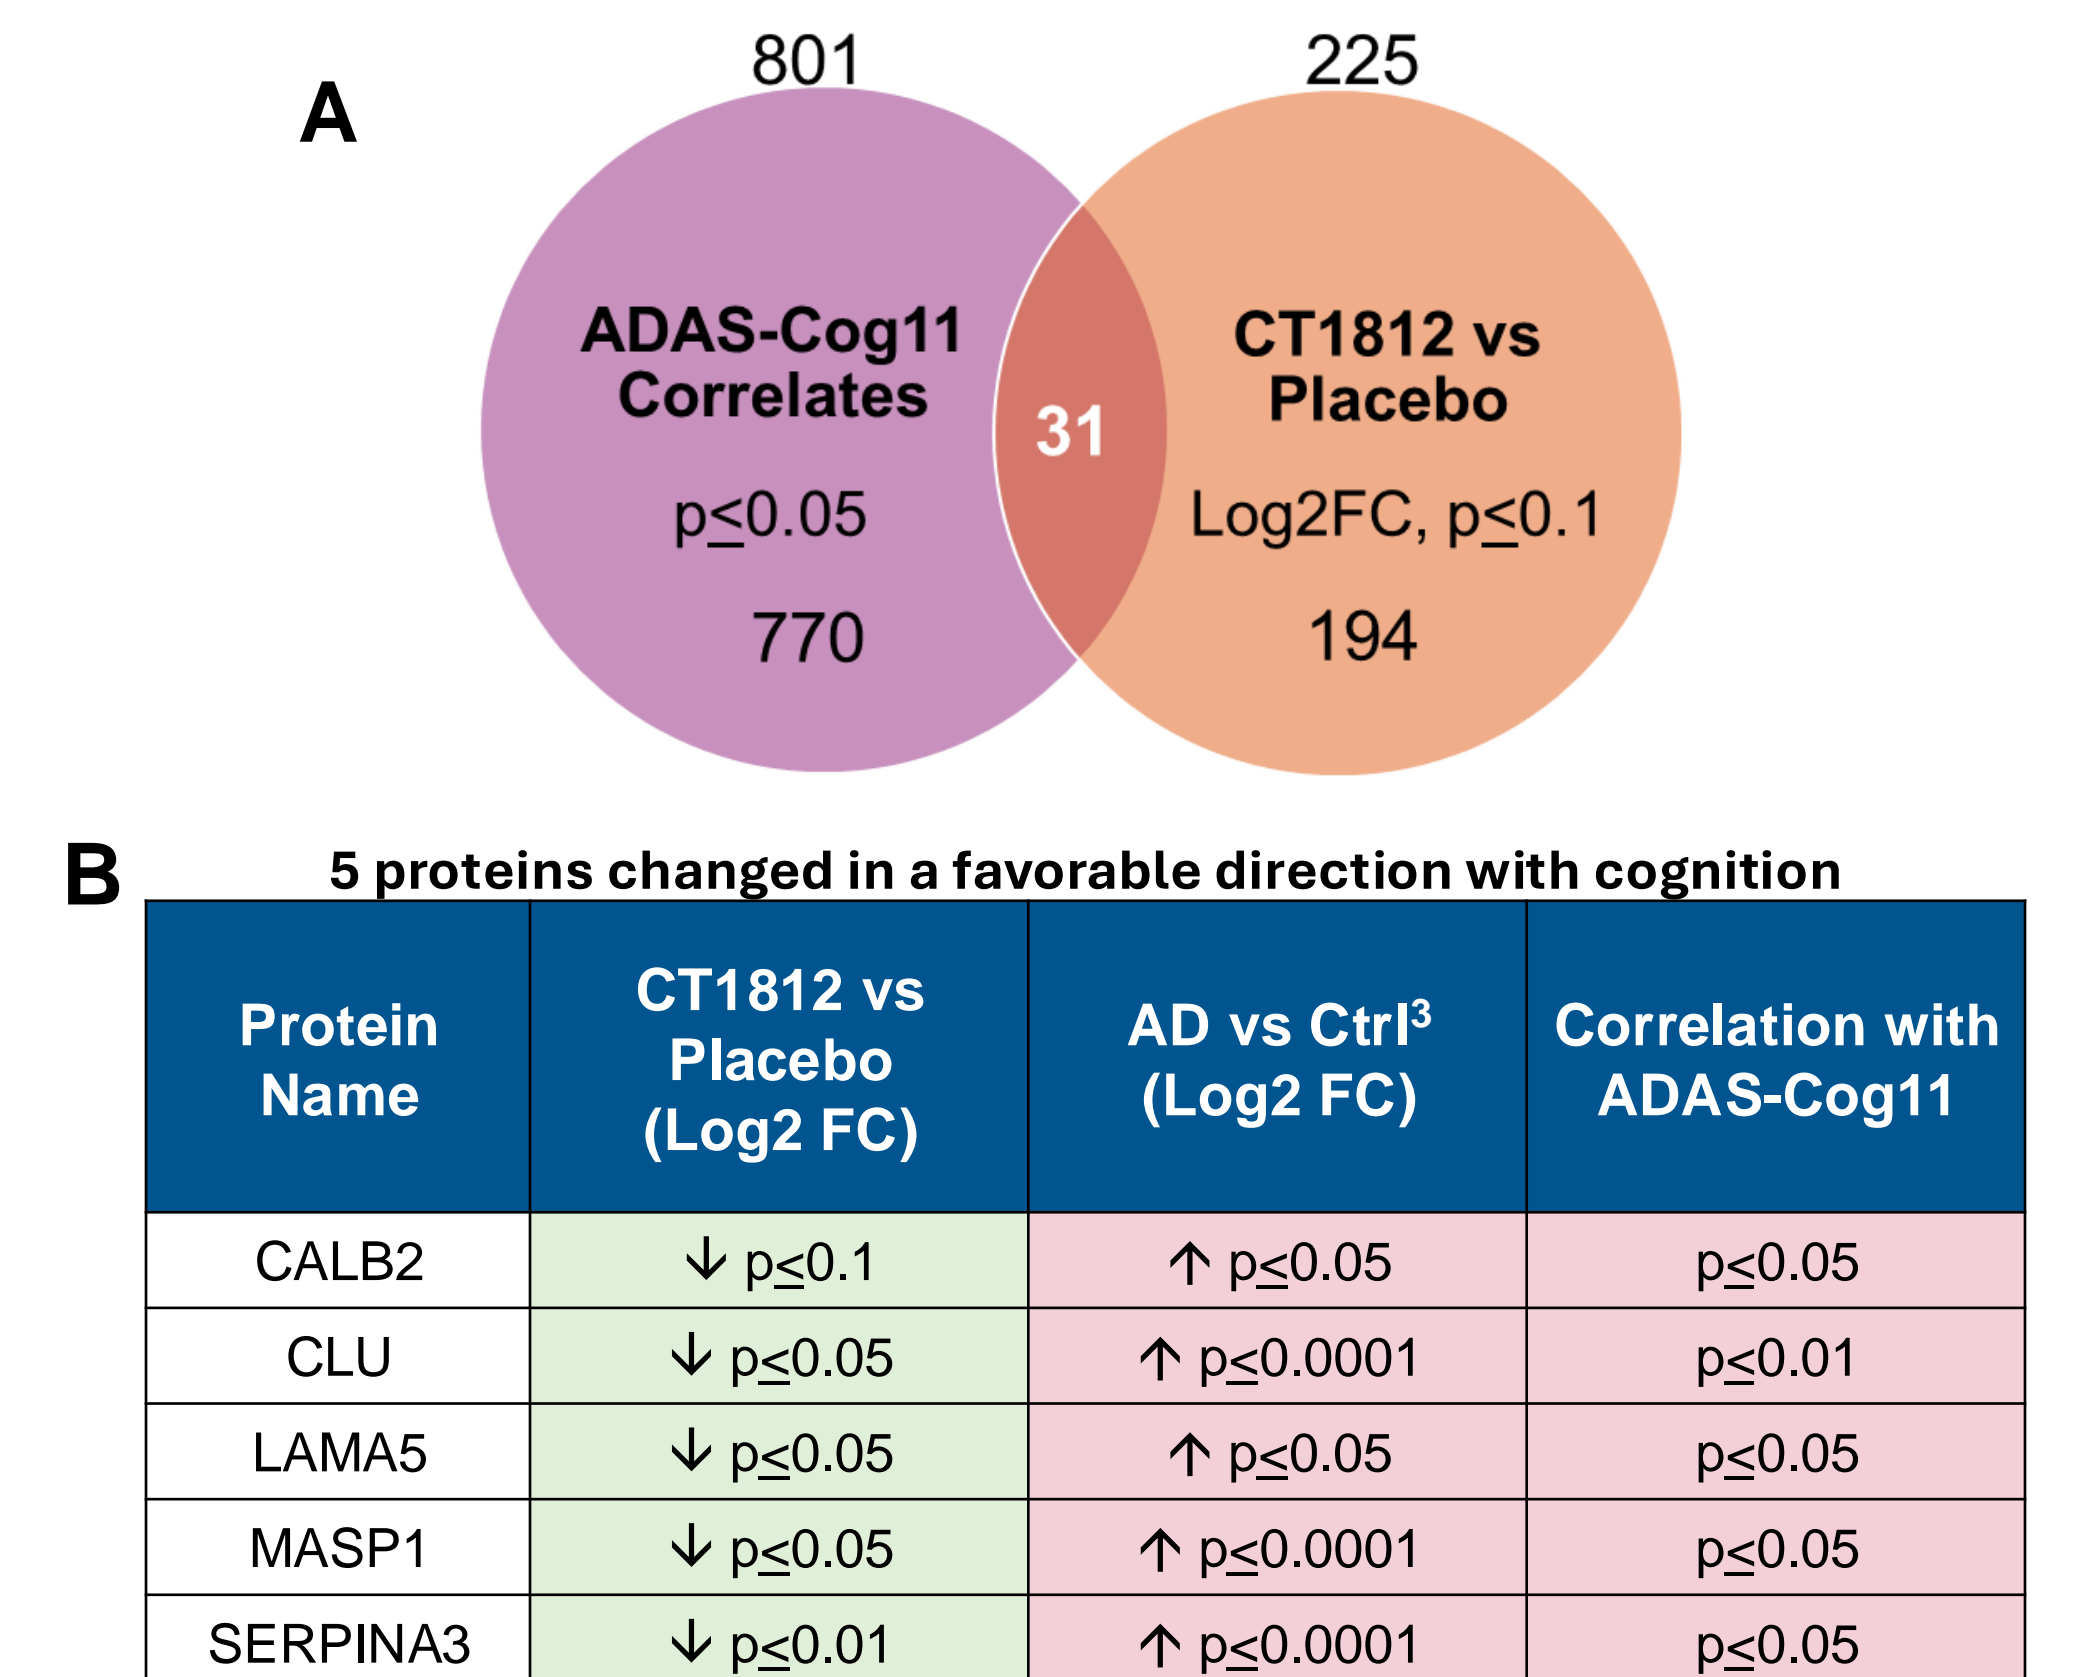 A
801
225
ADAS-Cog11
Correlates
p≤0.05
770
31
CT1812 vs
Placebo
Log2FC, p≤0.1
194
B
5 proteins changed in a favorable direction with cognition
Protein
Name
CT1812 vs
Placebo
(Log2 FC)
AD vs Ctrl³
(Log2 FC)
Correlation with
ADAS-Cog11
CALB2 ↓ p≤0.1 ↑ p≤0.05 p≤0.05
CLU ↓ p≤0.05 ↑ p≤0.0001 p≤0.01
LAMA5 ↓ p≤0.05 ↑ p≤0.05 p≤0.05
MASP1 ↓ p≤0.05 ↑ p≤0.0001 p≤0.05
SERPINA3 ↓ p≤0.01 ↑ p≤0.0001 p≤0.05